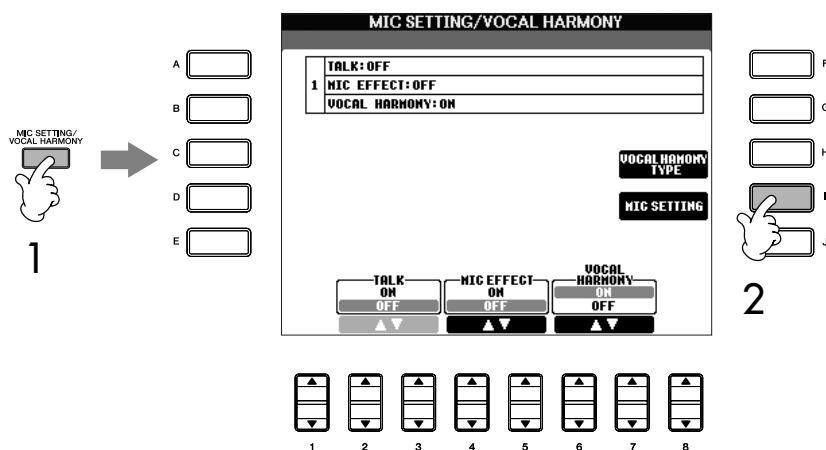 MIC SETTING/VOCAL HARMONY
TALK:OFF
1 MIC EFFECT:OFF
VOCAL HARMONY:ON
A
B
C
D
E
MIC SETTING/
VOCAL HARMONY
1
VOCAL HAMONY
TYPE
MIC SETTING
F
G
H
I
J
2
TALK
ON
OFF
MIC EFFECT
ON
OFF
VOCAL
HARMONY
ON
OFF
1 2 3 4 5 6 7 8